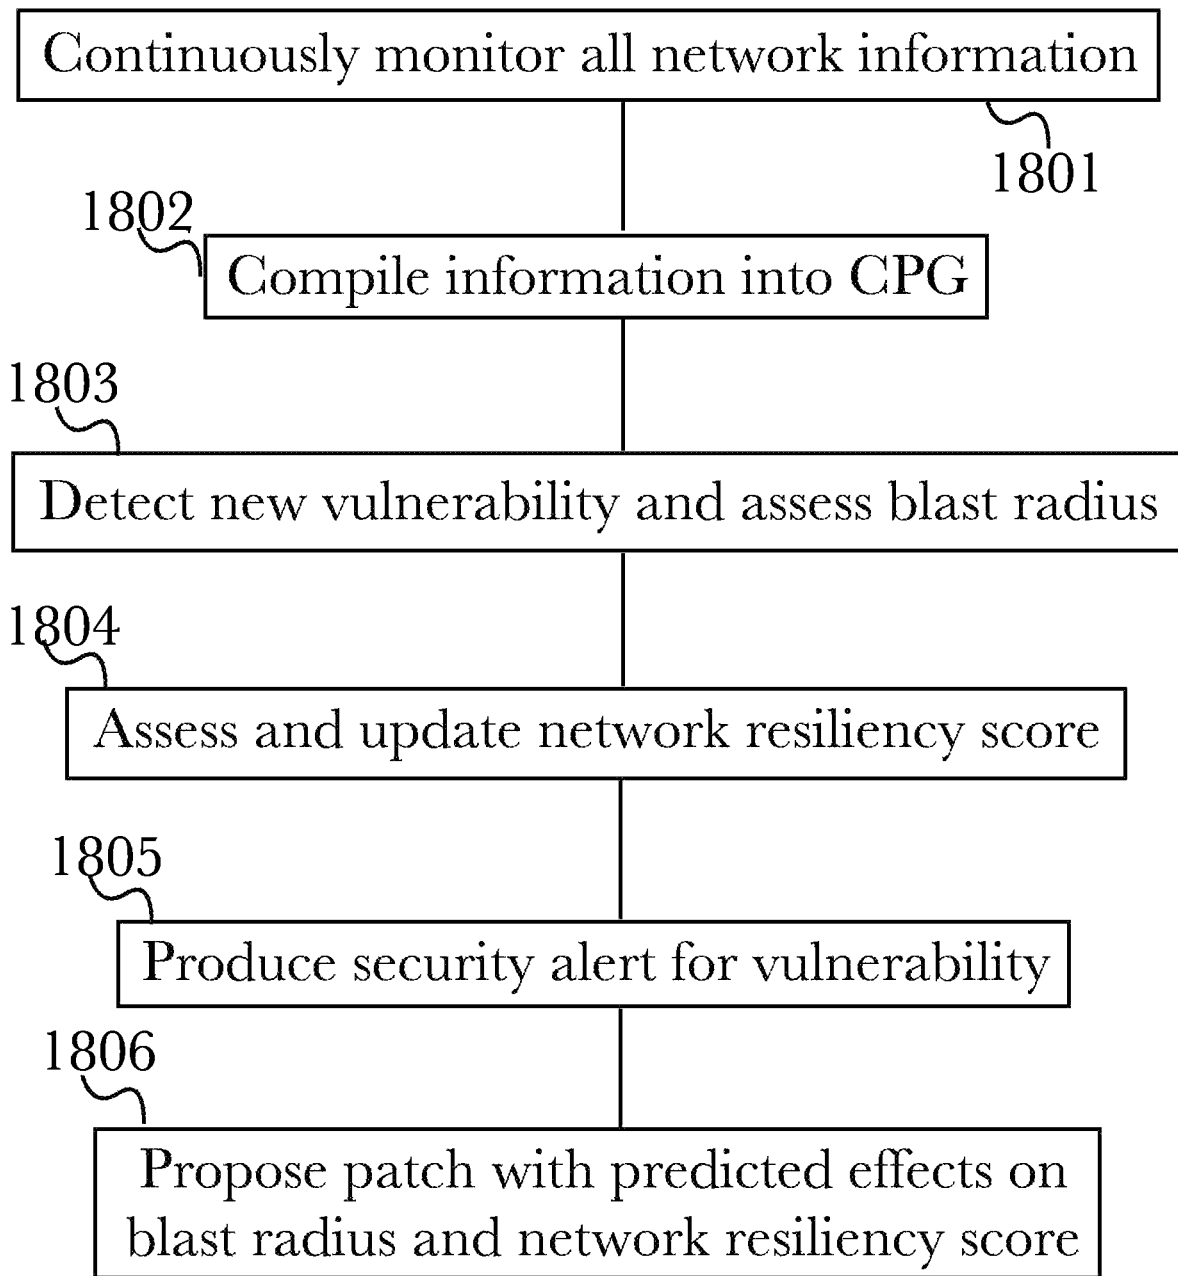 Continuously monitor all network information
1801
1802
Compile information into CPG
1803
Detect new vulnerability and assess blast radius
1804
Assess and update network resiliency score
1805
Produce security alert for vulnerability
1806
Propose patch with predicted effects on
blast radius and network resiliency score